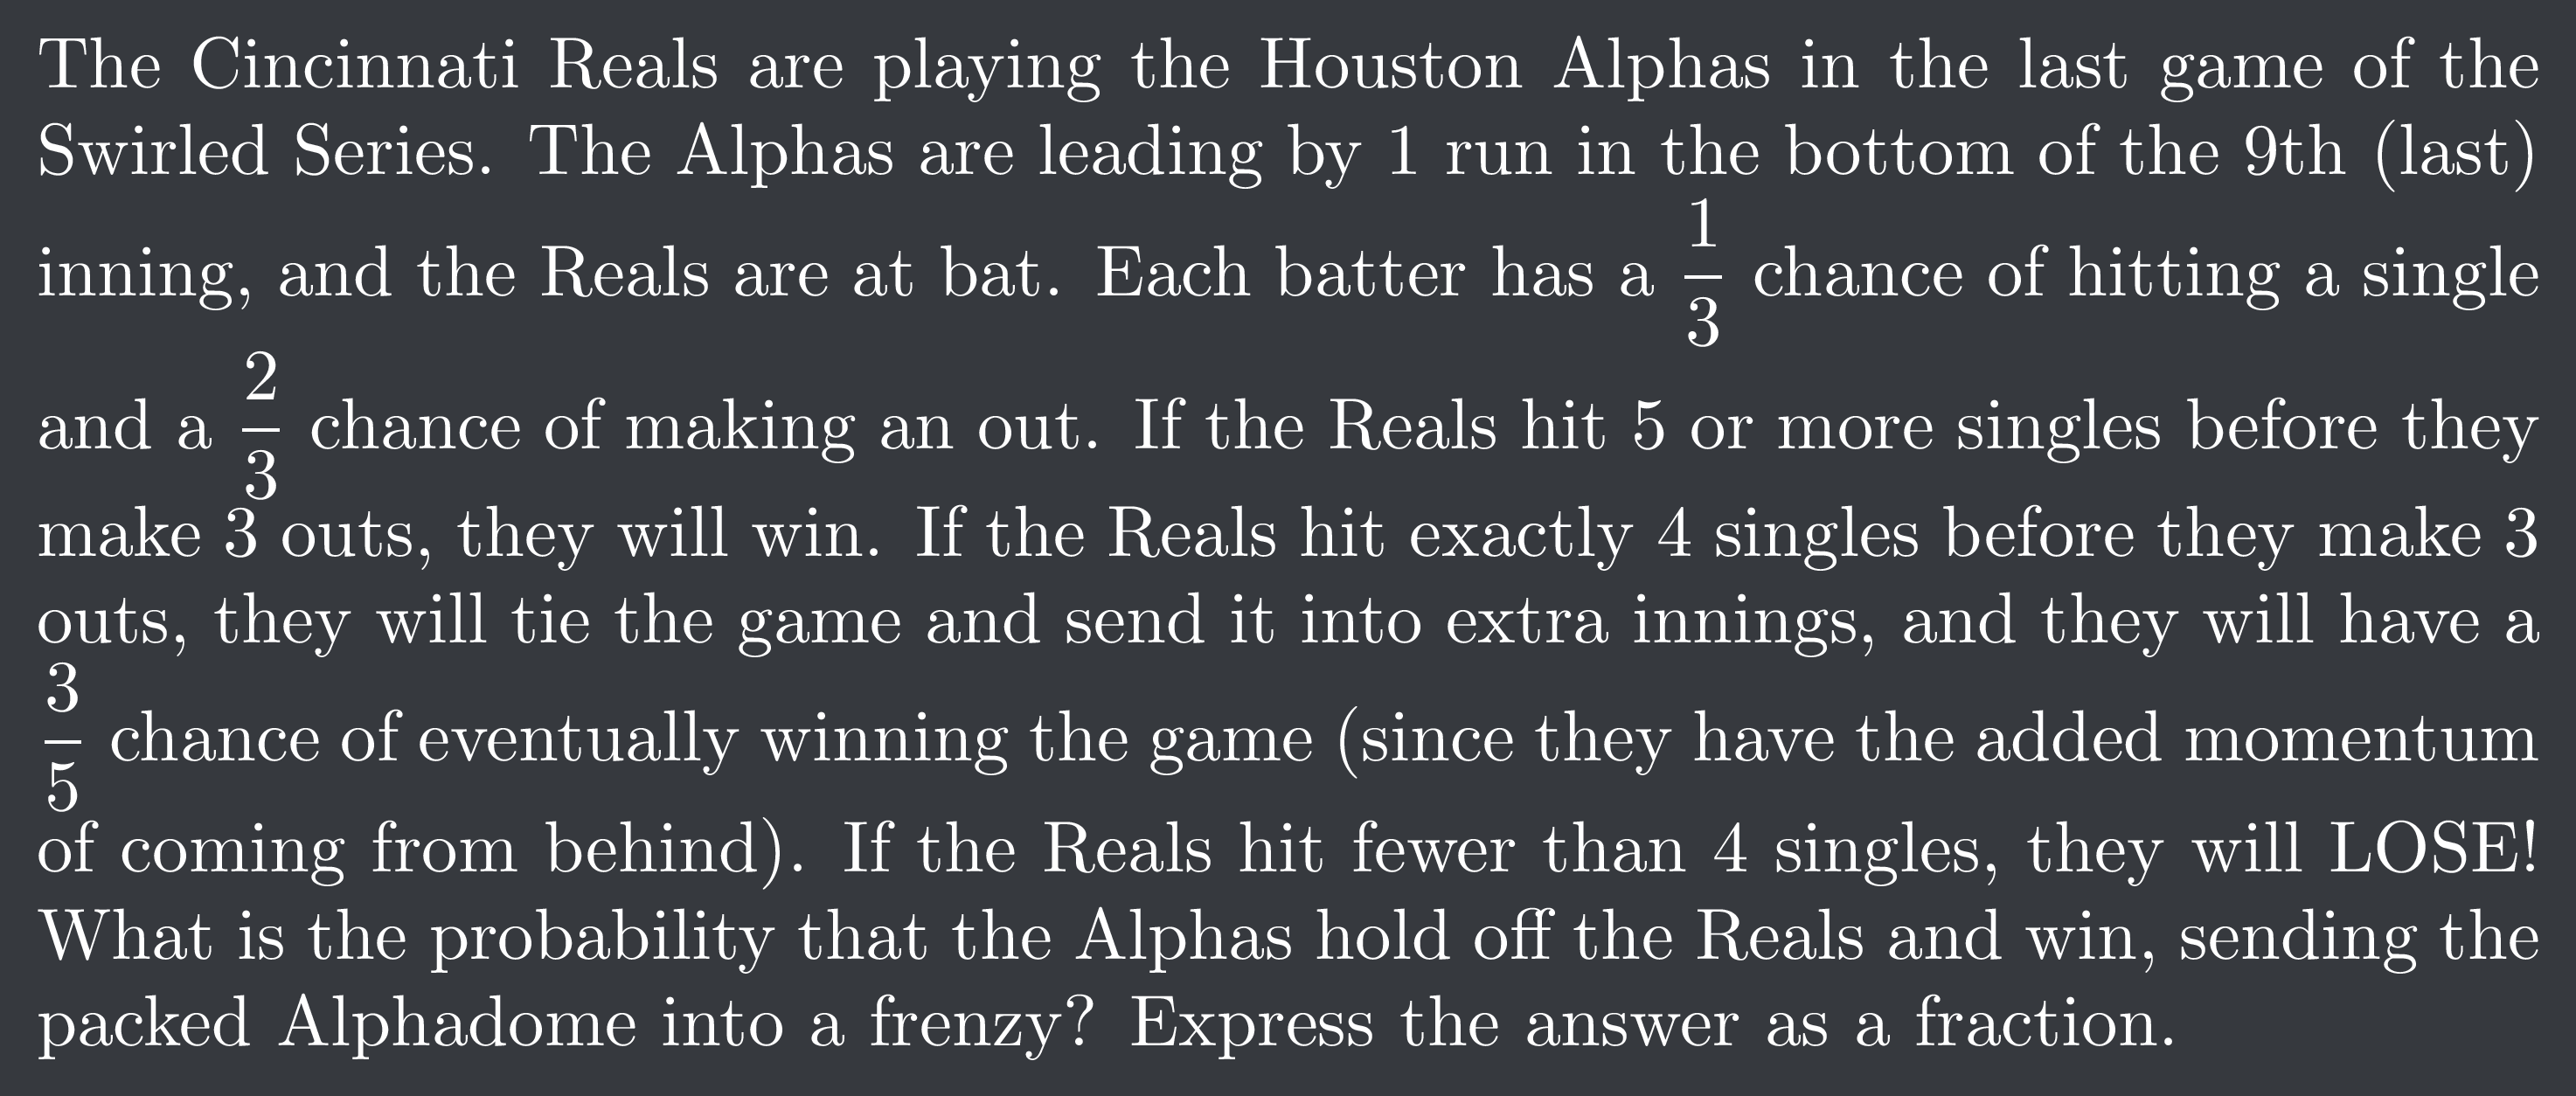 The Cincinnati Reals are playing the Houston Alphas in the last game of the
Swirled Series. The Alphas are leading by 1 run in the bottom of the 9th (last)
inning, and the Reals are at bat. Each batter has a \frac{1}{3} chance of hitting a single
and a \frac{2}{3} chance of making an out. If the Reals hit 5 or more singles before they
make 3 outs, they will win. If the Reals hit exactly 4 singles before they make 3
outs, they will tie the game and send it into extra innings, and they will have a
\frac{3}{5} chance of eventually winning the game (since they have the added momentum
of coming from behind). If the Reals hit fewer than 4 singles, they will LOSE!
What is the probability that the Alphas hold off the Reals and win, sending the
packed Alphadome into a frenzy? Express the answer as a fraction.